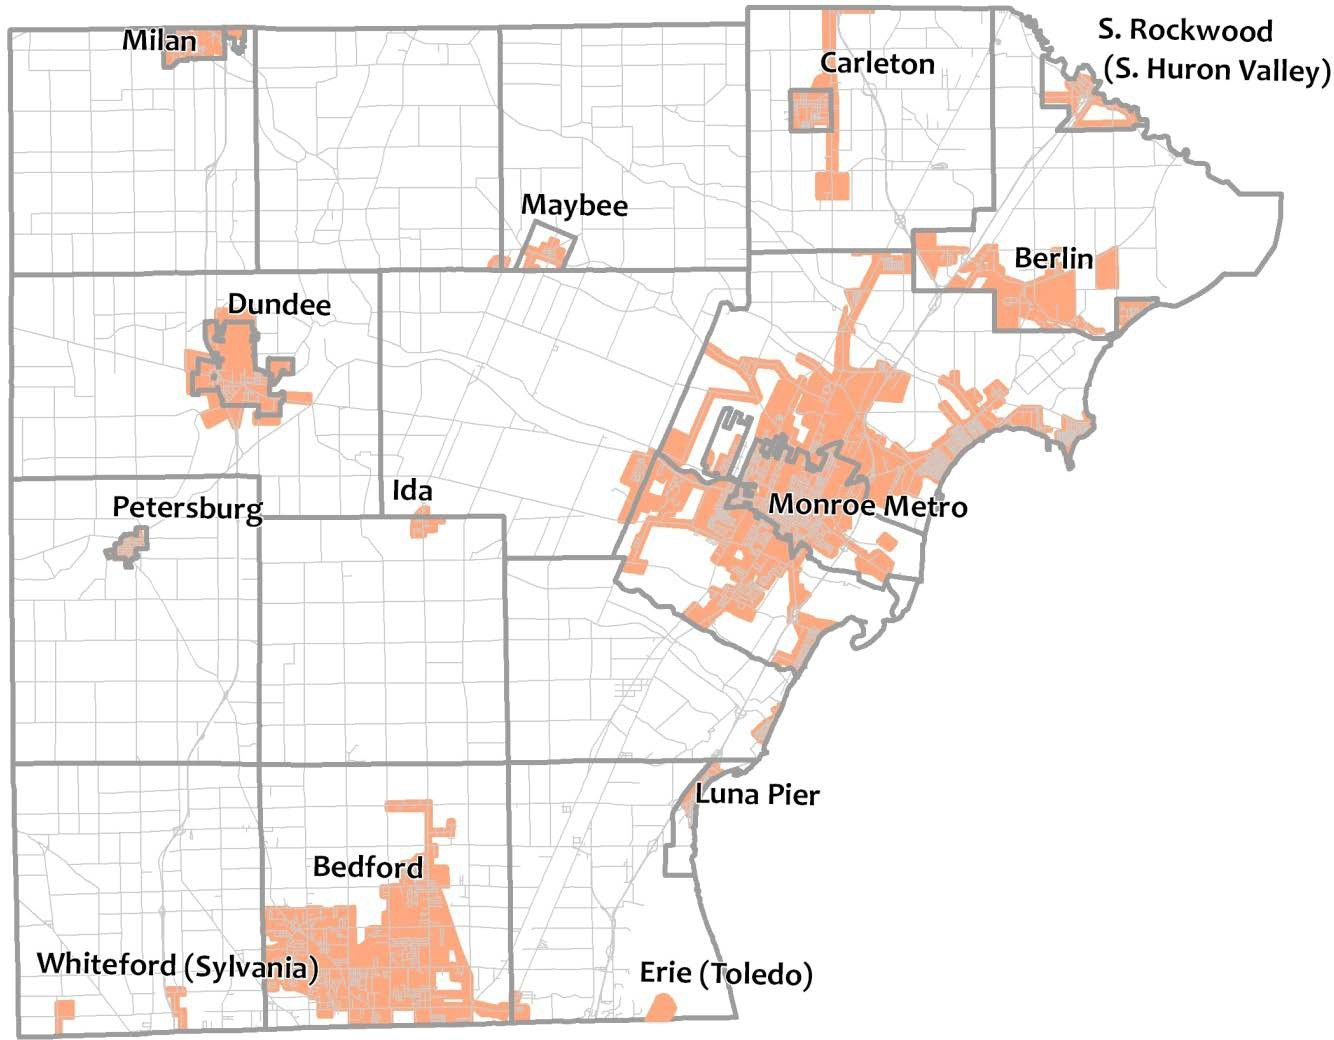 Milan
S. Rockwood
(S. Huron Valley)
Carleton
Maybee
Berlin
Dundee
Ida
Petersburg
Monroe Metro
Luna Pier
Bedford
Whiteford (Sylvania)
Erie (Toledo)